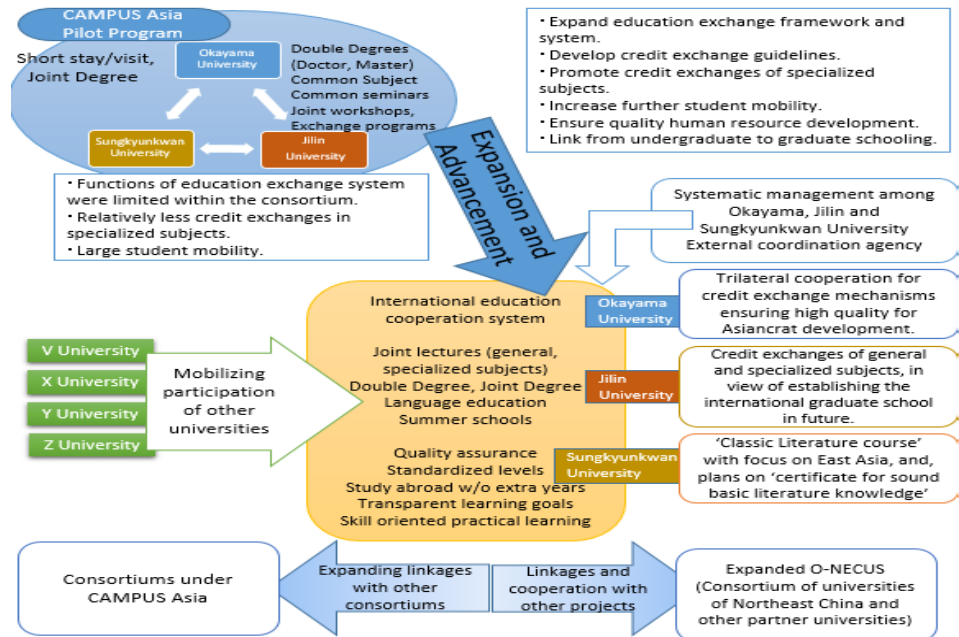 CAMPUS Asia
Pilot Program
Short stay/visit,
Joint Degree
Okayama
University
Double Degrees
(Doctor, Master)
Common Subject
Common seminars
Joint workshops,
Exchange programs
Sungkyunkwan
University
Jilin
University
・Functions of education exchange system
were limited within the consortium.
・Relatively less credit exchanges in
specialized subjects.
・Large student mobility.
・Expand education exchange framework and
system.
・Develop credit exchange guidelines.
・Promote credit exchanges of specialized
subjects.
・Increase further student mobility.
・Ensure quality human resource development.
・Link from undergraduate to graduate schooling.
Expansion and
Advancement
Systematic management among
Okayama, Jilin and
Sungkyunkwan University
External coordination agency
International education
cooperation system
Joint lectures (general,
specialized subjects)
Double Degree, Joint Degree
Language education
Summer schools
Quality assurance
Standardized levels
Study abroad w/o extra years
Transparent learning goals
Skill oriented practical learning
Okayama
University
Trilateral cooperation for
credit exchange mechanisms
ensuring high quality for
Asiancrat development.
Jilin
University
Credit exchanges of general
and specialized subjects, in
view of establishing the
international graduate school
in future.
Sungkyunkwan
University
‘Classic Literature course’
with focus on East Asia, and,
plans on ‘certificate for sound
basic literature knowledge’
V University
X University
Y University
Z University
Mobilizing
participation
of other
universities
Consortiums under
CAMPUS Asia
Expanding linkages
with other
consortiums
Linkages and
cooperation with
other projects
Expanded O-NECUS
(Consortium of universities
of Northeast China and
other partner universities)